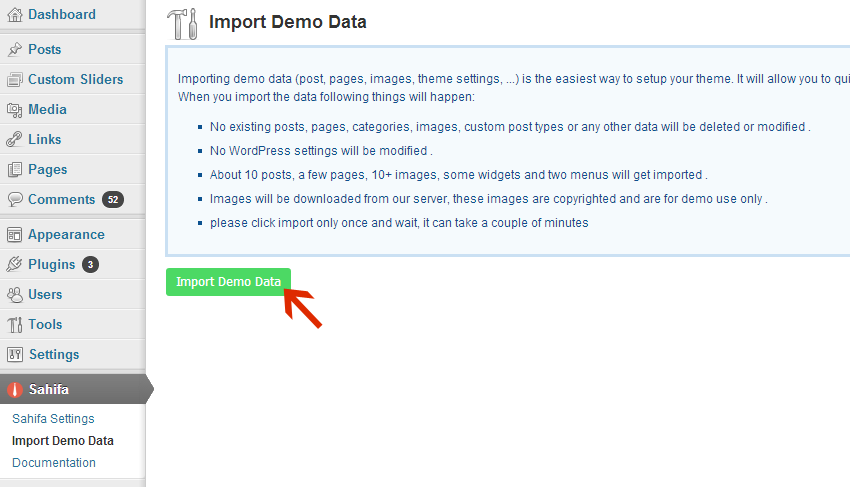 Dashboard
Posts
Custom Sliders
Media
Links
Pages
Comments 52
Appearance
Plugins 3
Users
Tools
Settings
Sahifa
Sahifa Settings
Import Demo Data
Documentation
Import Demo Data
Importing demo data (post, pages, images, theme settings, ...) is the easiest way to setup your theme. It will allow you to qui
When you import the data following things will happen:
No existing posts, pages, categories, images, custom post types or any other data will be deleted or modified .
No WordPress settings will be modified .
About 10 posts, a few pages, 10+ images, some widgets and two menus will get imported .
Images will be downloaded from our server, these images are copyrighted and are for demo use only .
please click import only once and wait, it can take a couple of minutes
Import Demo Data